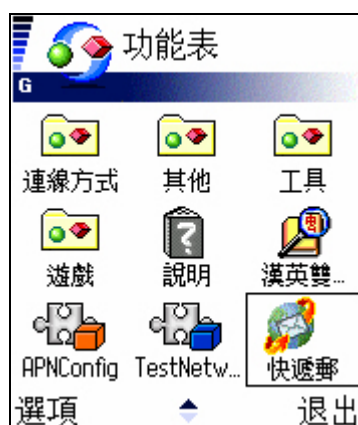 功能表
G
連線方式 其他 工具
遊戲 說明 漢英雙...
APNConfig TestNetw... 快遞郵
選項 退出